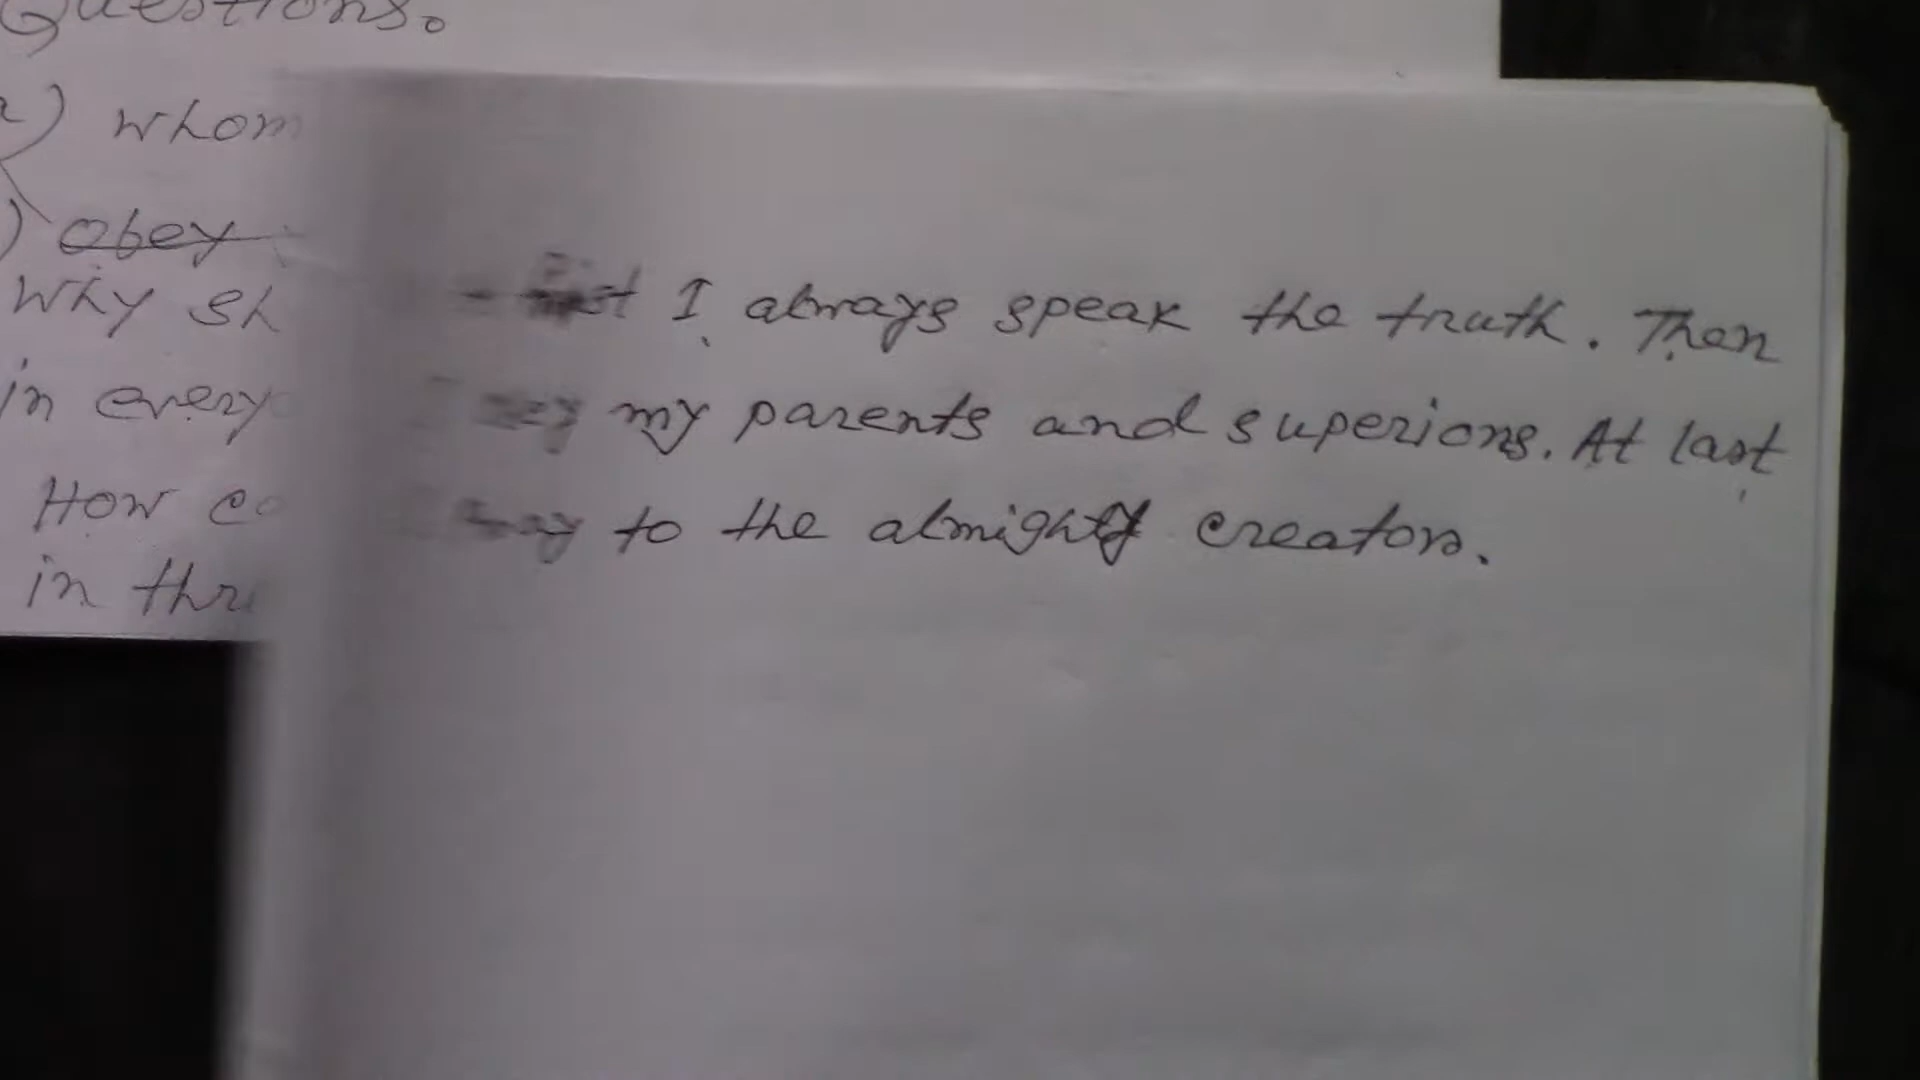 Questions.
whom
obey
Why sh
in every
How co
in thr
I always speak the truth. Then
my parents and superiors. At last
to the almighty creator.